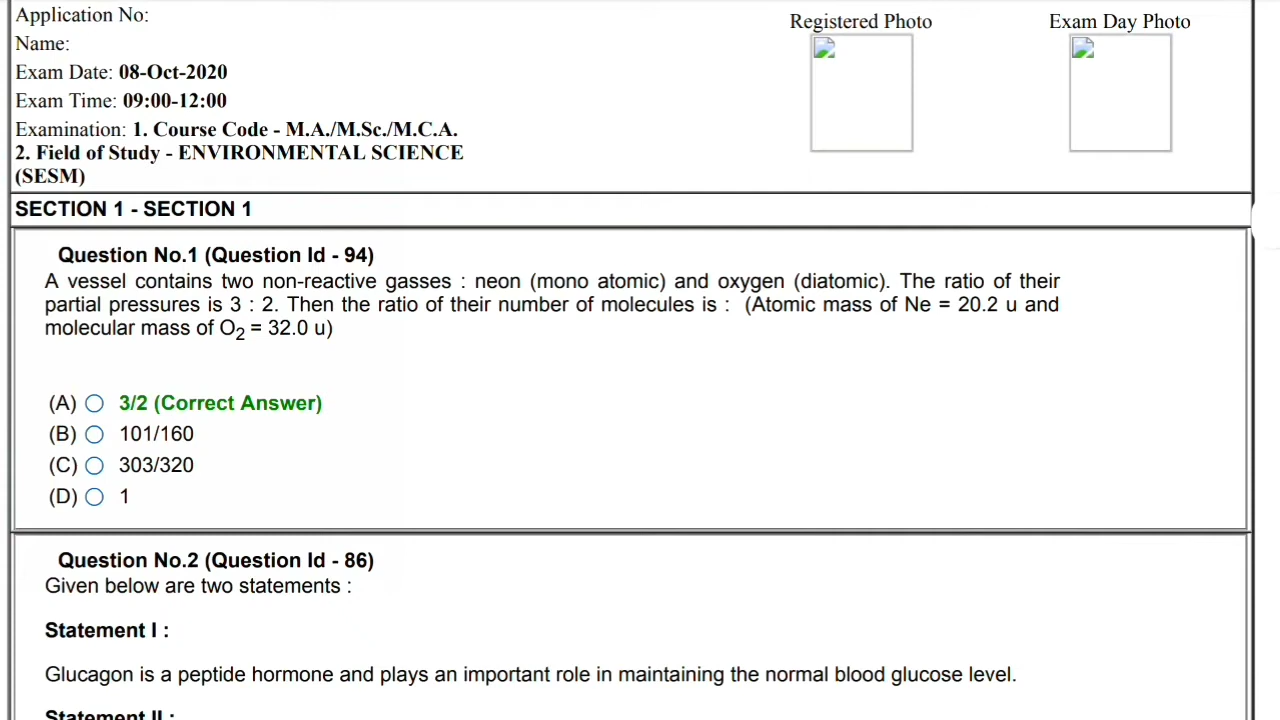 Application No:
Name:
Exam Date: 08-Oct-2020
Exam Time: 09:00-12:00
Examination: 1. Course Code - M.A./M.Sc./M.C.A.
2. Field of Study - ENVIRONMENTAL SCIENCE
(SESM)
Registered Photo
Exam Day Photo
SECTION 1 - SECTION 1
Question No.1 (Question Id - 94)
A vessel contains two non-reactive gasses : neon (mono atomic) and oxygen (diatomic). The ratio of their
partial pressures is 3 : 2. Then the ratio of their number of molecules is : (Atomic mass of Ne = 20.2 u and
molecular mass of O2 = 32.0 u)
(A) 3/2 (Correct Answer)
(B) 101/160
(C) 303/320
(D) 1
Question No.2 (Question Id - 86)
Given below are two statements :
Statement I :
Glucagon is a peptide hormone and plays an important role in maintaining the normal blood glucose level.
Statement II :